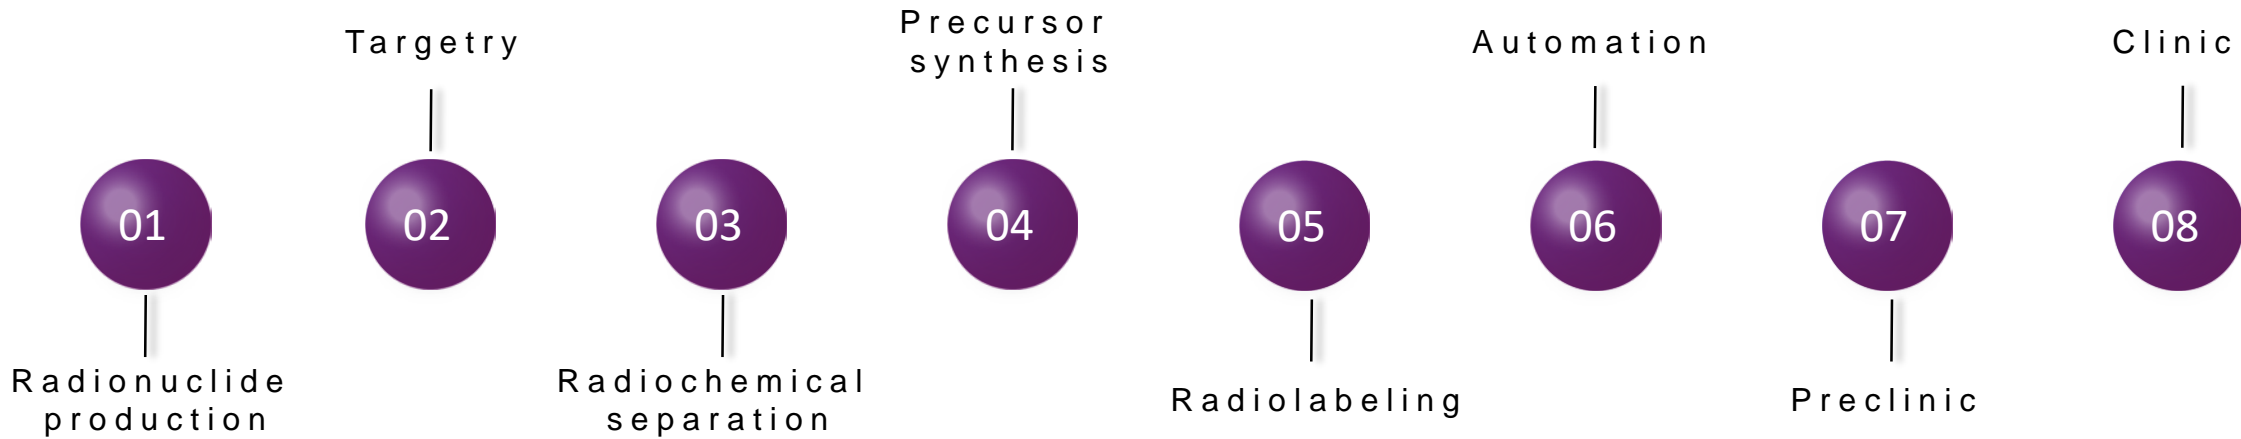 01
Radionuclide
production
02
Targetry
03
Radiochemical
separation
04
Precursor
synthesis
05
Radiolabeling
06
Automation
07
Preclinic
08
Clinic